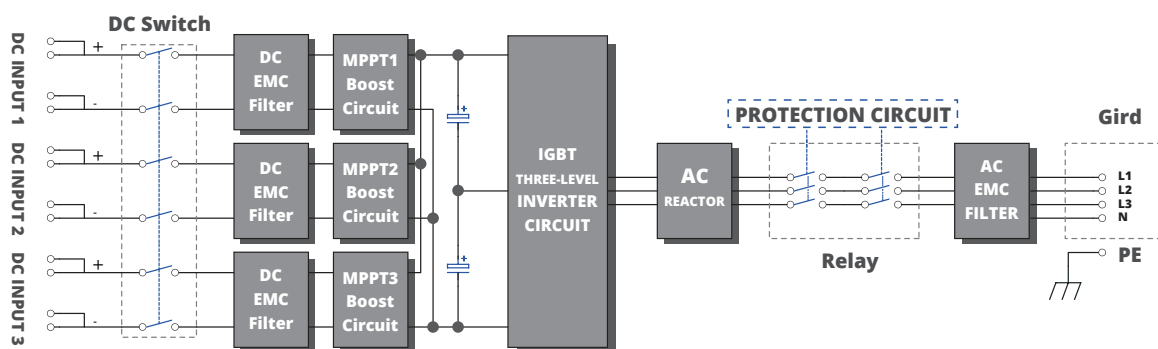 DC Switch
DC INPUT 1
+
-
DC
EMC
Filter
MPPT1
Boost
Circuit
+
DC INPUT 2
+
-
DC
EMC
Filter
MPPT2
Boost
Circuit
DC INPUT 3
+
-
DC
EMC
Filter
MPPT3
Boost
Circuit
+
IGBT
THREE-LEVEL
INVERTER
CIRCUIT
AC
REACTOR
PROTECTION CIRCUIT
Relay
AC
EMC
FILTER
Gird
L1
L2
L3
N
PE